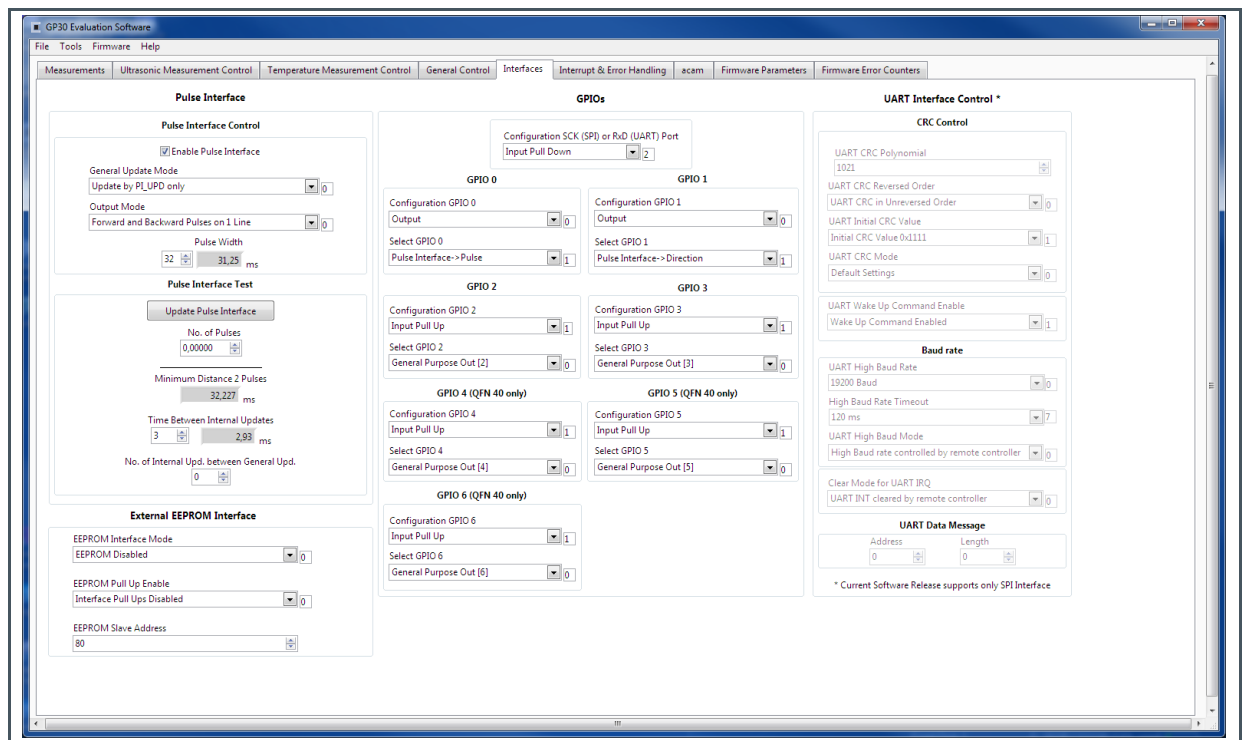 GP30 Evaluation Software
File Tools Firmware Help
Measurements Ultrasonic Measurement Control Temperature Measurement Control General Control Interfaces Interrupt & Error Handling acam Firmware Parameters Firmware Error Counters
Pulse Interface
Pulse Interface Control
Enable Pulse Interface
General Update Mode
Update by PI_UPD only 0
Output Mode
Forward and Backward Pulses on 1 Line 0
Pulse Width
32 31,25 ms
Pulse Interface Test
Update Pulse Interface
No. of Pulses
0,00000
Minimum Distance 2 Pulses
32,227 ms
Time Between Internal Updates
3 2,93 ms
No. of Internal Upd. between General Upd.
0
External EEPROM Interface
EEPROM Interface Mode
EEPROM Disabled 0
EEPROM Pull Up Enable
Interface Pull Ups Disabled 0
EEPROM Slave Address
80
GPIOs
Configuration SCK (SPI) or RxD (UART) Port
Input Pull Down 2
GPIO 0
Configuration GPIO 0
Output 0
Select GPIO 0
Pulse Interface->Pulse 1
GPIO 1
Configuration GPIO 1
Output 0
Select GPIO 1
Pulse Interface->Direction 1
GPIO 2
Configuration GPIO 2
Input Pull Up 1
Select GPIO 2
General Purpose Out [2] 0
GPIO 3
Configuration GPIO 3
Input Pull Up 1
Select GPIO 3
General Purpose Out [3] 0
GPIO 4 (QFN 40 only)
Configuration GPIO 4
Input Pull Up 1
Select GPIO 4
General Purpose Out [4] 0
GPIO 5 (QFN 40 only)
Configuration GPIO 5
Input Pull Up 1
Select GPIO 5
General Purpose Out [5] 0
GPIO 6 (QFN 40 only)
Configuration GPIO 6
Input Pull Up 1
Select GPIO 6
General Purpose Out [6] 0
UART Interface Control *
CRC Control
UART CRC Polynomial
1021
UART CRC Reversed Order
UART CRC in Unreversed Order 0
UART Initial CRC Value
Initial CRC Value 0x1111 1
UART CRC Mode
Default Settings 0
UART Wake Up Command Enable
Wake Up Command Enabled 1
Baud rate
UART High Baud Rate
19200 Baud 0
High Baud Rate Timeout
120 ms 7
UART High Baud Mode
High Baud rate controlled by remote controller 0
Clear Mode for UART IRQ
UART INT cleared by remote controller 0
UART Data Message
Address Length
0 0
* Current Software Release supports only SPI Interface